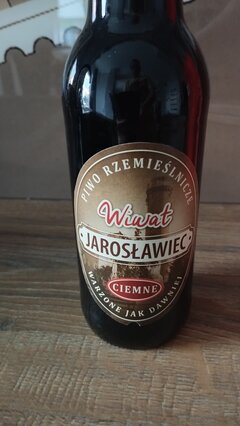 PIWO RZEMIEŚLNICZE
Wiwat
JAROSŁAWIEC
CIEMNE
WARZONE JAK DAWNIEJ